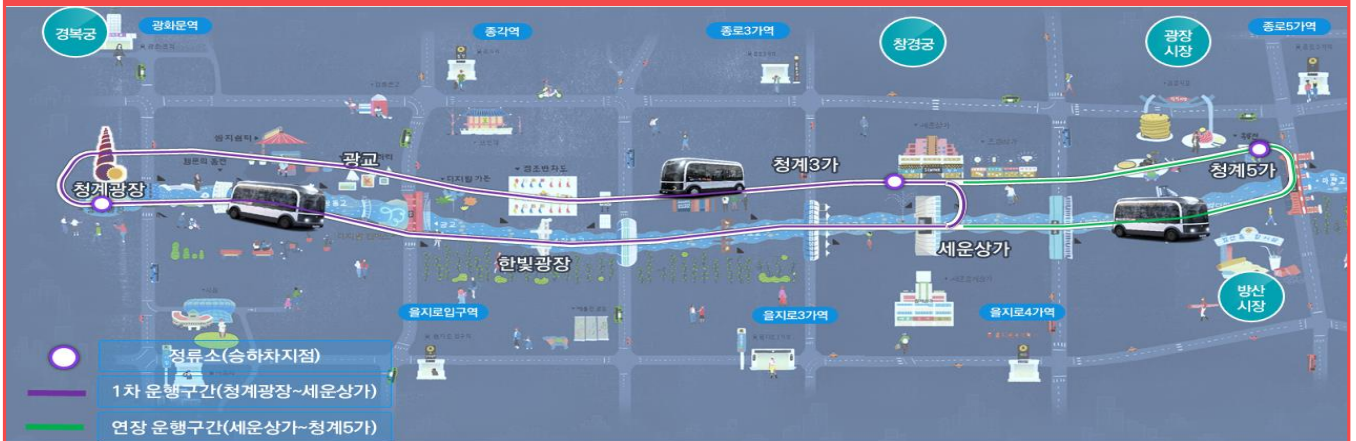 경복궁
광화문역
종각역
종로3가역
창경궁
광장
시장
종로5가역
광교
청계3가
청계5가
청계광장
한빛광장
세운상가
방산
시장
을지로입구역
을지로3가역
을지로4가역
정류소(승하차지점)
1차 운행구간(청계광장~세운상가)
연장 운행구간(세운상가~청계5가)